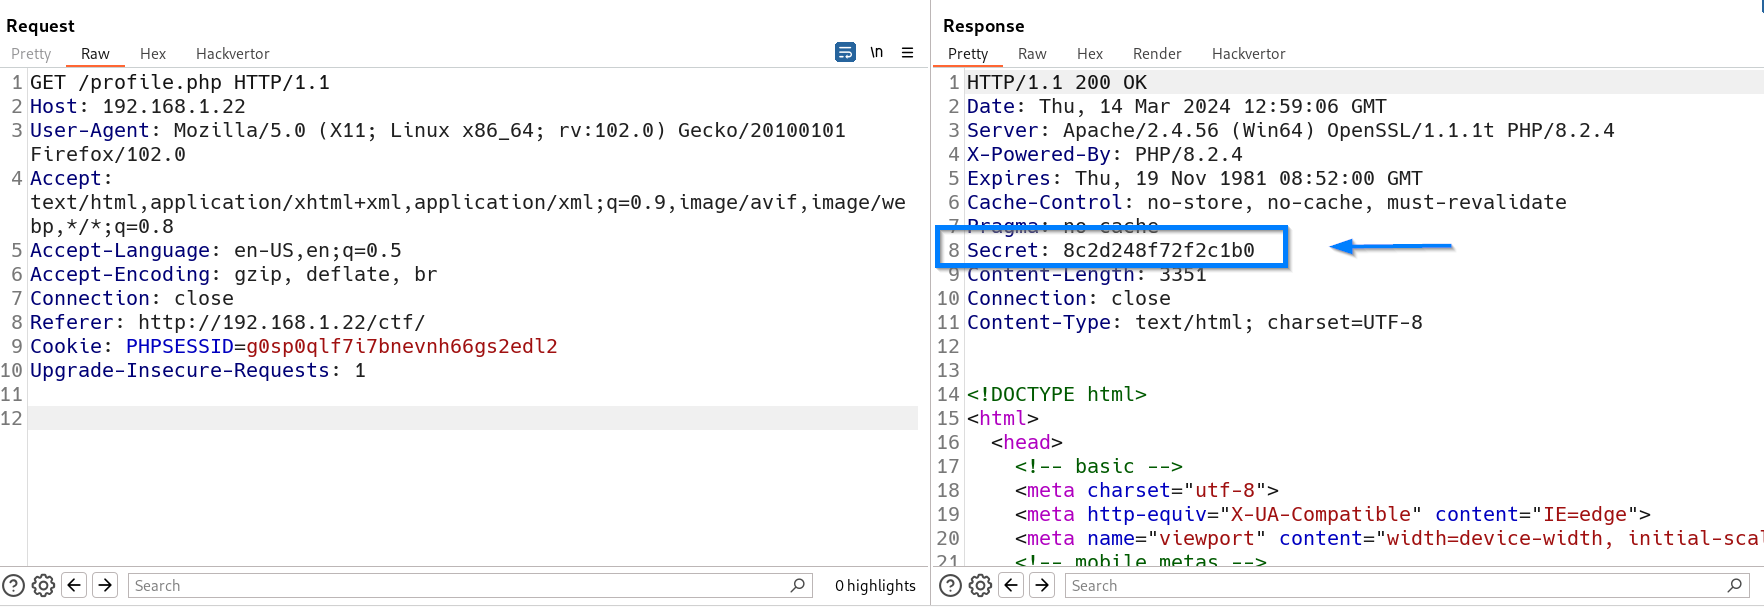 Request
Pretty Raw Hex Hackvertor \n
1 GET /profile.php HTTP/1.1
2 Host: 192.168.1.22
3 User-Agent: Mozilla/5.0 (X11; Linux x86_64; rv:102.0) Gecko/20100101
Firefox/102.0
4 Accept:
text/html,application/xhtml+xml,application/xml;q=0.9,image/avif,image/we
bp,*/*;q=0.8
5 Accept-Language: en-US,en;q=0.5
6 Accept-Encoding: gzip, deflate, br
7 Connection: close
8 Referer: http://192.168.1.22/ctf/
9 Cookie: PHPSESSID=g0sp0qlf7i7bnevnh66gs2edl2
10 Upgrade-Insecure-Requests: 1
11
12
Search 0 highlights
Response
Pretty Raw Hex Render Hackvertor
1 HTTP/1.1 200 OK
2 Date: Thu, 14 Mar 2024 12:59:06 GMT
3 Server: Apache/2.4.56 (Win64) OpenSSL/1.1.1t PHP/8.2.4
4 X-Powered-By: PHP/8.2.4
5 Expires: Thu, 19 Nov 1981 08:52:00 GMT
6 Cache-Control: no-store, no-cache, must-revalidate
7 Pragma: no-cache
8 Secret: 8c2d248f72f2c1b0
9 Content-Length: 3351
10 Connection: close
11 Content-Type: text/html; charset=UTF-8
12
13
14 <!DOCTYPE html>
15 <html>
16 <head>
17 <!-- basic -->
18 <meta charset="utf-8">
19 <meta http-equiv="X-UA-Compatible" content="IE=edge">
20 <meta name="viewport" content="width=device-width, initial-scal
21 <!-- mobile metas -->
Search